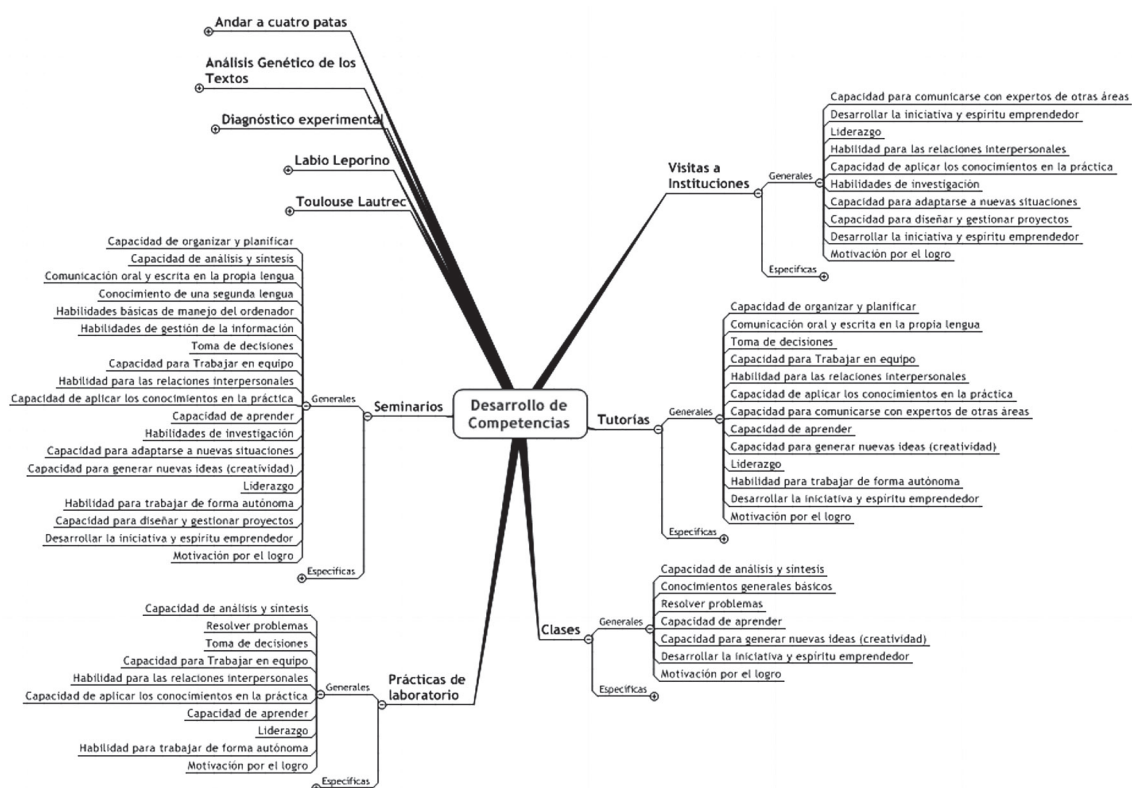 Andar a cuatro patas
Análisis Genético de los
Textos
Diagnóstico experimental
Labio Leporino
Toulouse Lautrec
Capacidad de organizar y planificar
Capacidad de análisis y síntesis
Comunicación oral y escrita en la propia lengua
Conocimiento de una segunda lengua
Habilidades básicas de manejo del ordenador
Habilidades de gestión de la información
Toma de decisiones
Capacidad para Trabajar en equipo
Habilidad para las relaciones interpersonales
Capacidad de aplicar los conocimientos en la práctica
Capacidad de aprender
Habilidades de investigación
Capacidad para adaptarse a nuevas situaciones
Capacidad para generar nuevas ideas (creatividad)
Liderazgo
Habilidad para trabajar de forma autónoma
Capacidad para diseñar y gestionar proyectos
Desarrollar la iniciativa y espíritu emprendedor
Motivación por el logro
Generales
Específicas
Seminarios
Capacidad de análisis y síntesis
Resolver problemas
Toma de decisiones
Capacidad para Trabajar en equipo
Habilidad para las relaciones interpersonales
Capacidad de aplicar los conocimientos en la práctica
Capacidad de aprender
Liderazgo
Habilidad para trabajar de forma autónoma
Motivación por el logro
Generales
Específicas
Prácticas de
laboratorio
Desarrollo de
Competencias
Visitas a
Instituciones
Generales
Capacidad para comunicarse con expertos de otras áreas
Desarrollar la iniciativa y espíritu emprendedor
Liderazgo
Habilidad para las relaciones interpersonales
Capacidad de aplicar los conocimientos en la práctica
Habilidades de investigación
Capacidad para adaptarse a nuevas situaciones
Capacidad para diseñar y gestionar proyectos
Desarrollar la iniciativa y espíritu emprendedor
Motivación por el logro
Específicas
Tutorías
Generales
Capacidad de organizar y planificar
Comunicación oral y escrita en la propia lengua
Toma de decisiones
Capacidad para Trabajar en equipo
Habilidad para las relaciones interpersonales
Capacidad de aplicar los conocimientos en la práctica
Capacidad para comunicarse con expertos de otras áreas
Capacidad de aprender
Capacidad para generar nuevas ideas (creatividad)
Liderazgo
Habilidad para trabajar de forma autónoma
Desarrollar la iniciativa y espíritu emprendedor
Motivación por el logro
Específicas
Clases
Generales
Capacidad de análisis y síntesis
Conocimientos generales básicos
Resolver problemas
Capacidad de aprender
Capacidad para generar nuevas ideas (creatividad)
Desarrollar la iniciativa y espíritu emprendedor
Motivación por el logro
Específicas